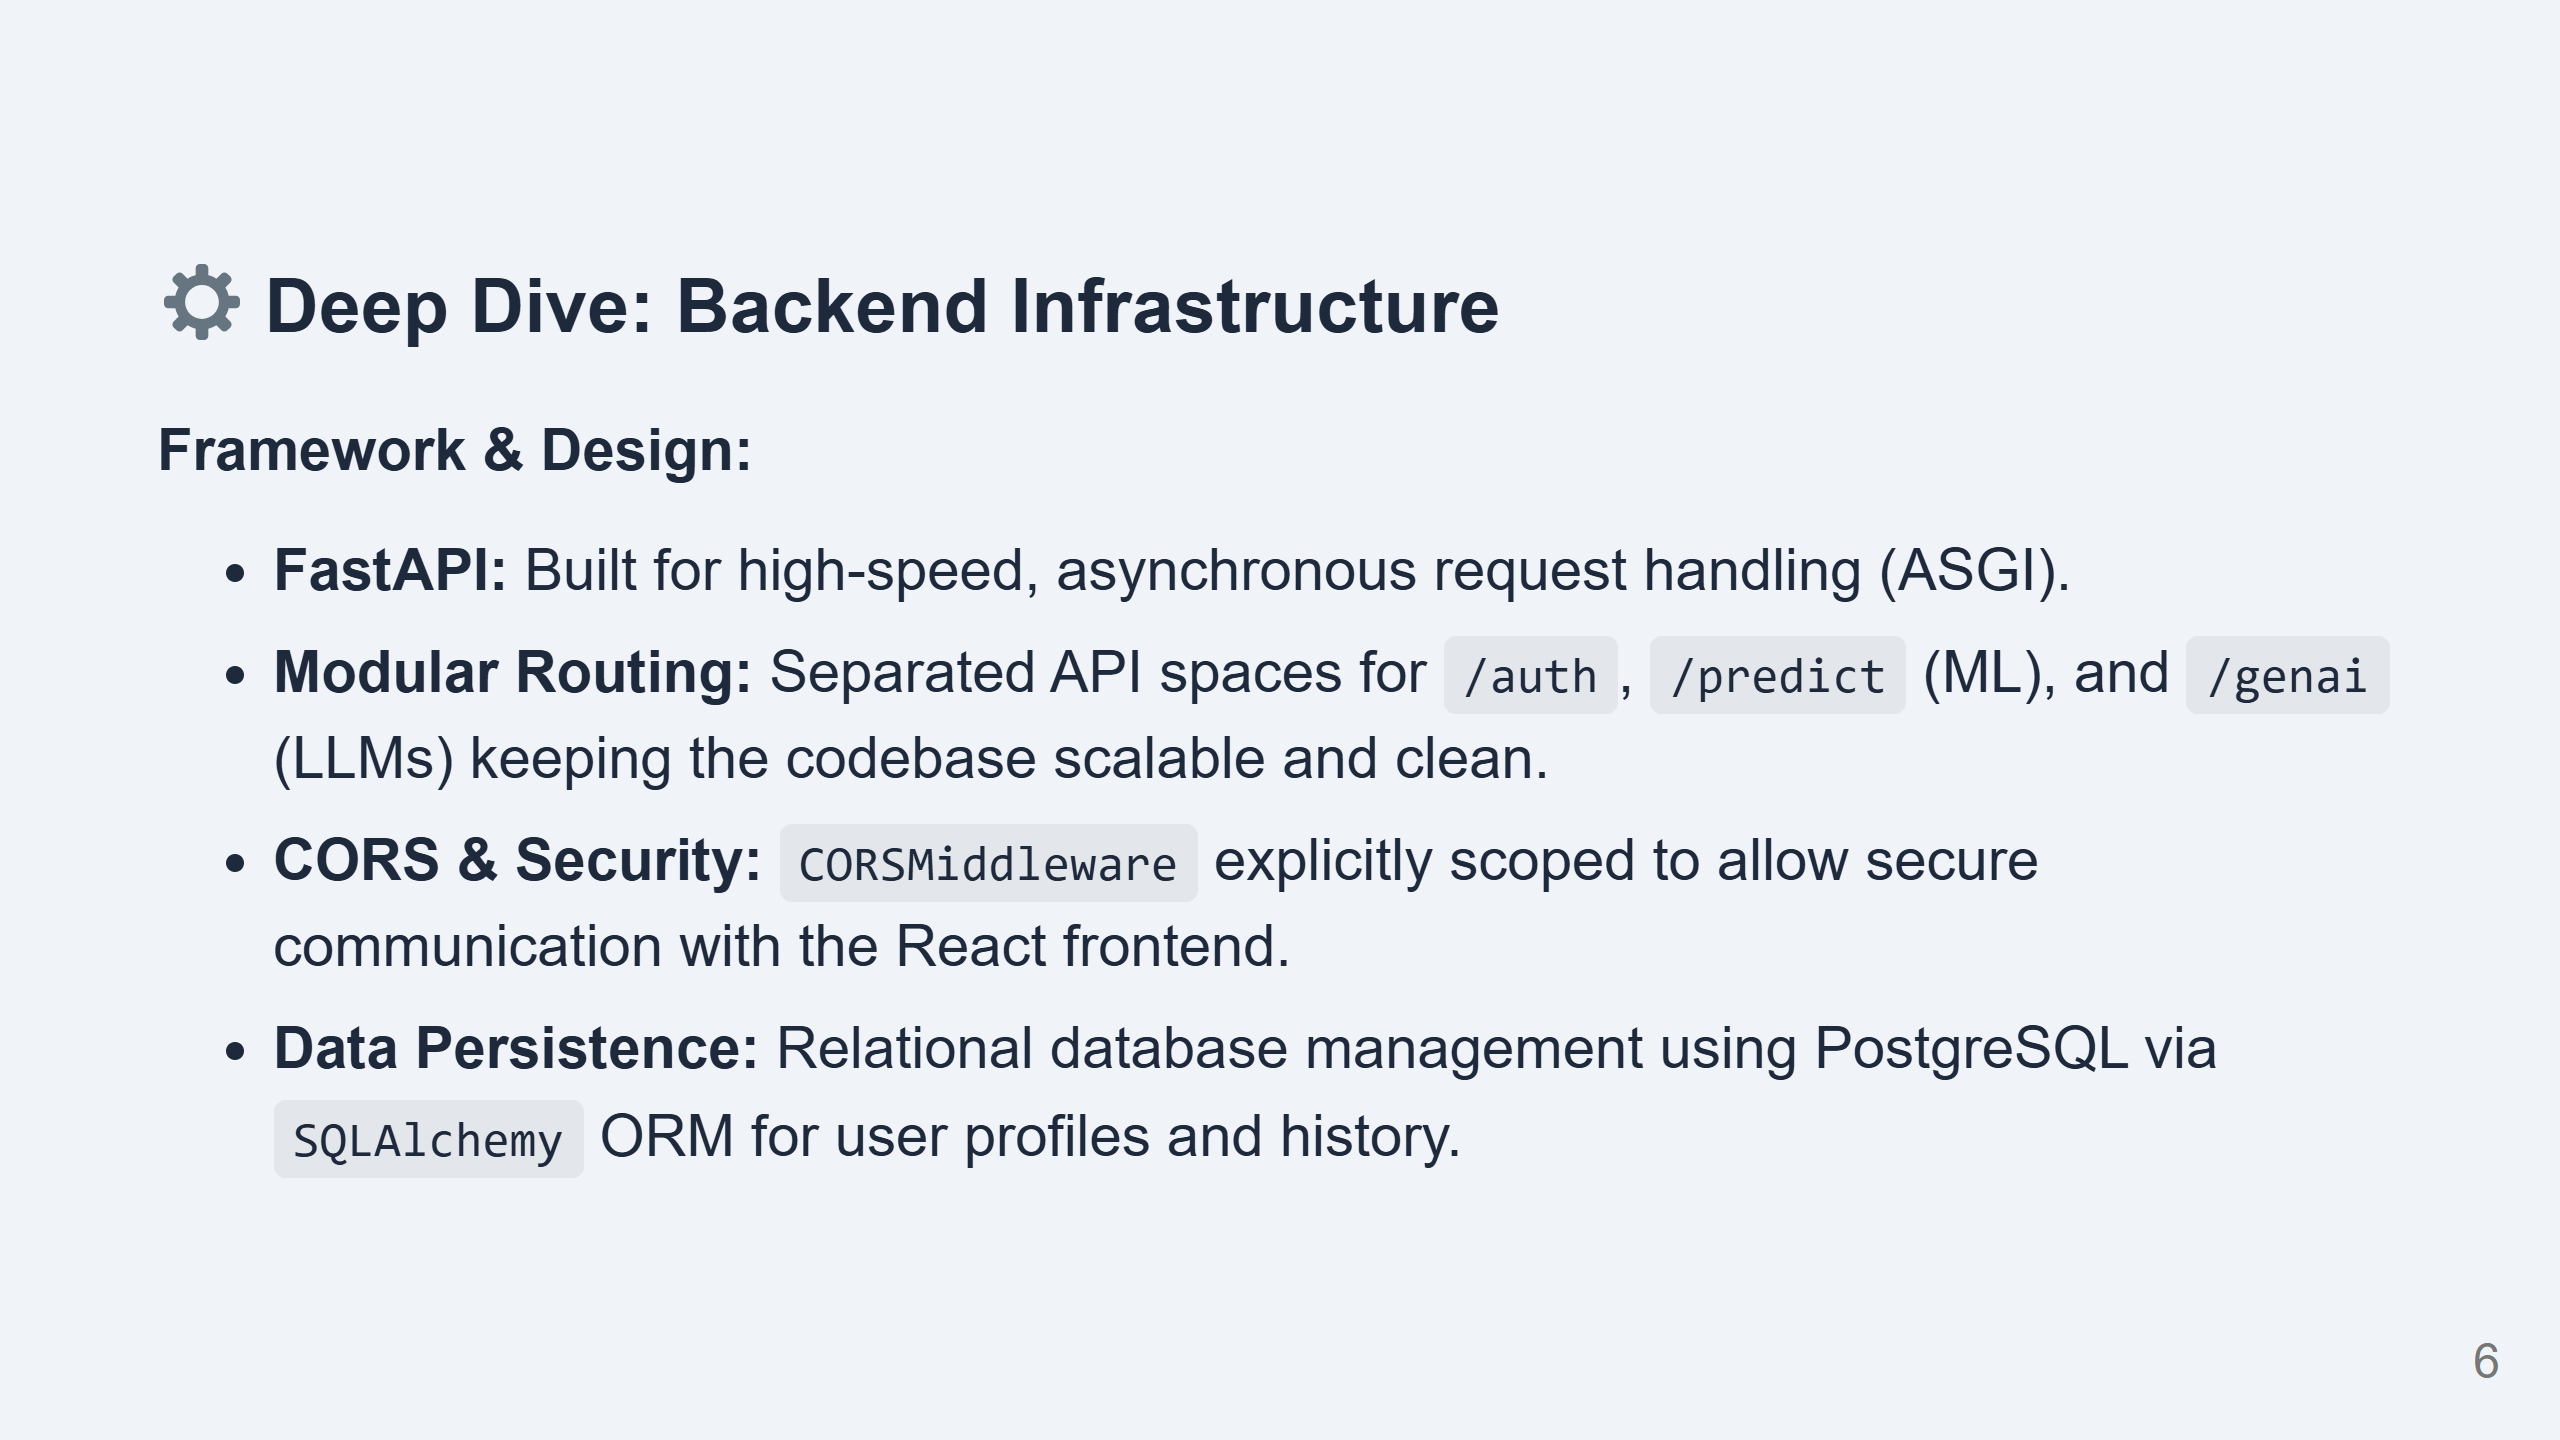 Deep Dive: Backend Infrastructure
Framework & Design:
• FastAPI: Built for high-speed, asynchronous request handling (ASGI).
• Modular Routing: Separated API spaces for /auth, /predict (ML), and /genai
(LLMs) keeping the codebase scalable and clean.
• CORS & Security: CORSMiddleware explicitly scoped to allow secure
communication with the React frontend.
• Data Persistence: Relational database management using PostgreSQL via
SQLAlchemy ORM for user profiles and history.
6